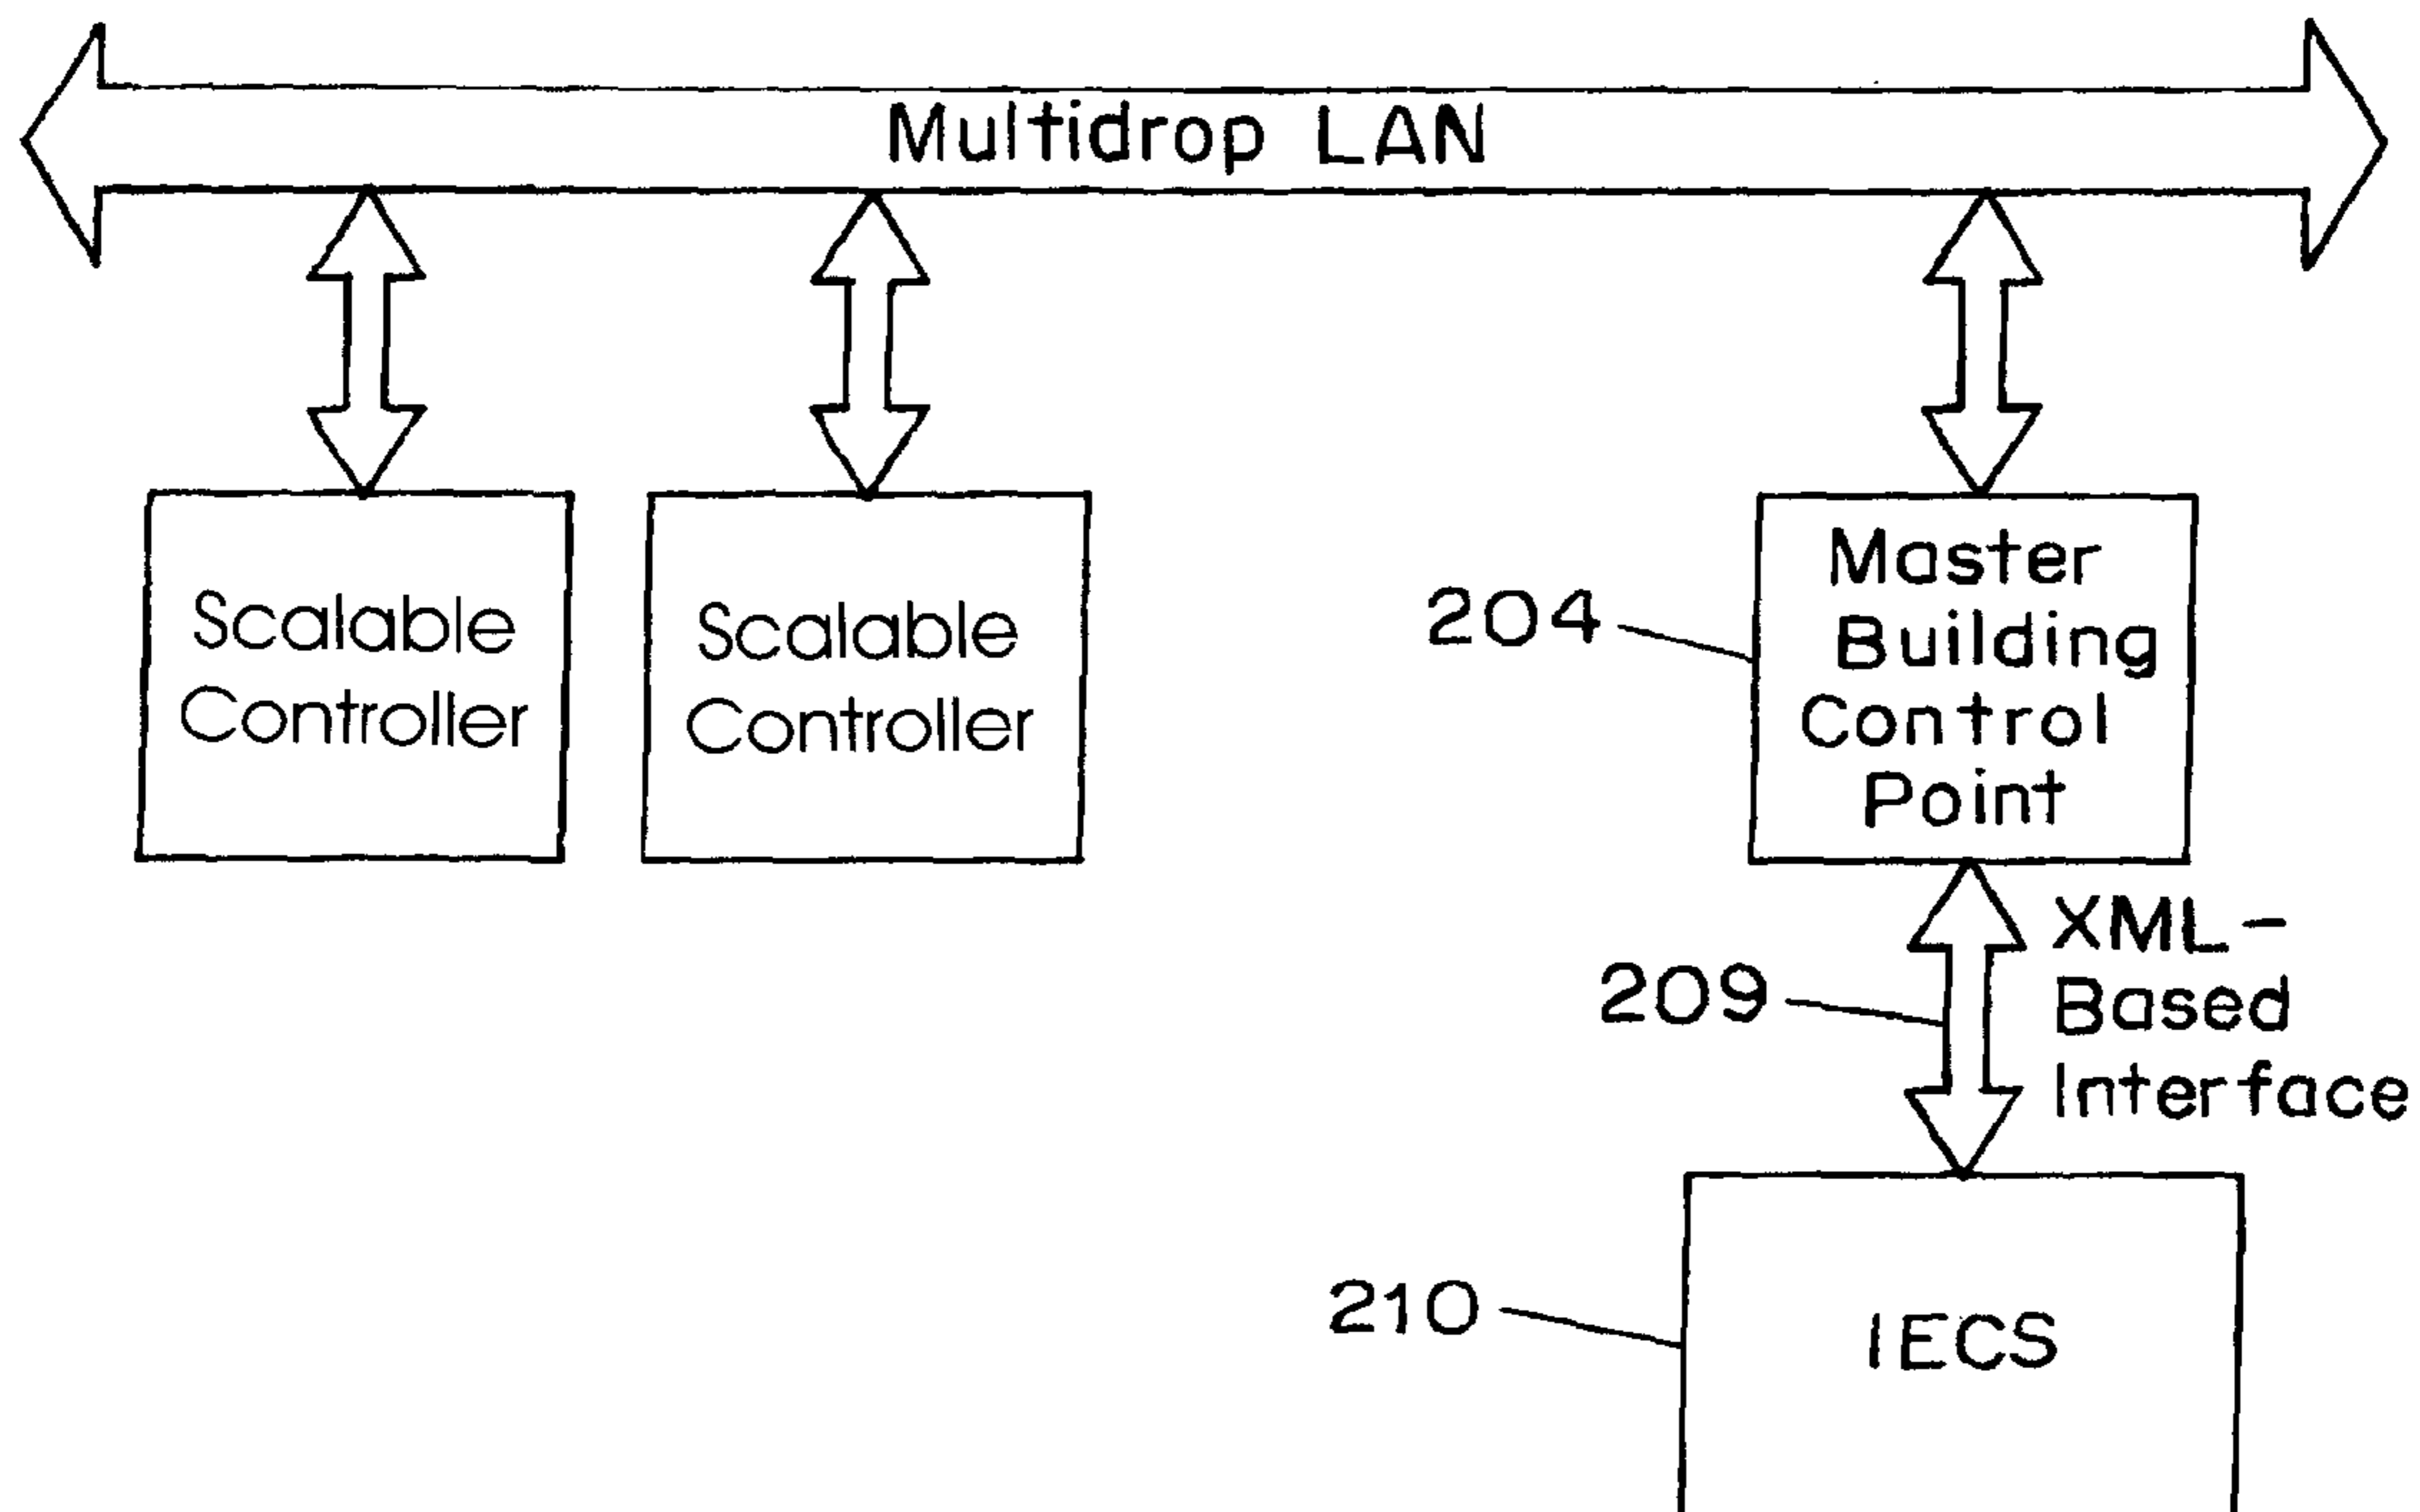 Multidrop LAN
Scalable
Controller
Scalable
Controller
204
Master
Building
Control
Point
209
XML-
Based
Interface
210
IECS